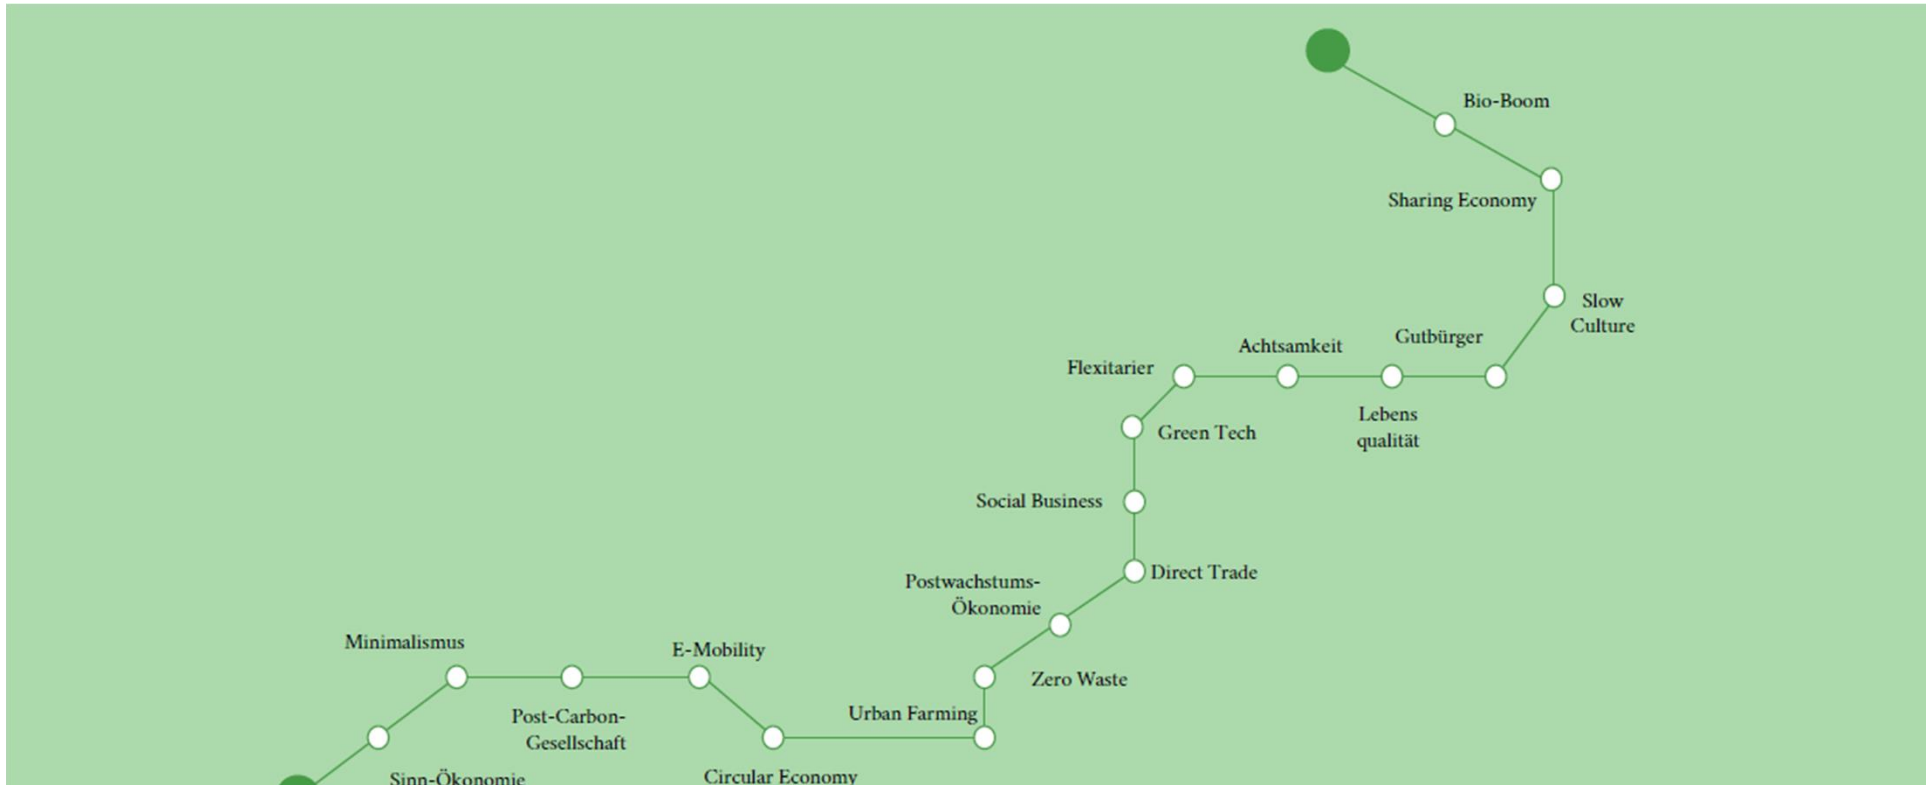 Bio-Boom
Sharing Economy
Slow
Culture
Gutbürger
Achtsamkeit
Flexitarier
Lebens
qualität
Green Tech
Social Business
Direct Trade
Postwachstums-
Ökonomie
Minimalismus
E-Mobility
Zero Waste
Urban Farming
Post-Carbon-
Gesellschaft
Sinn-Ökonomie
Circular Economy